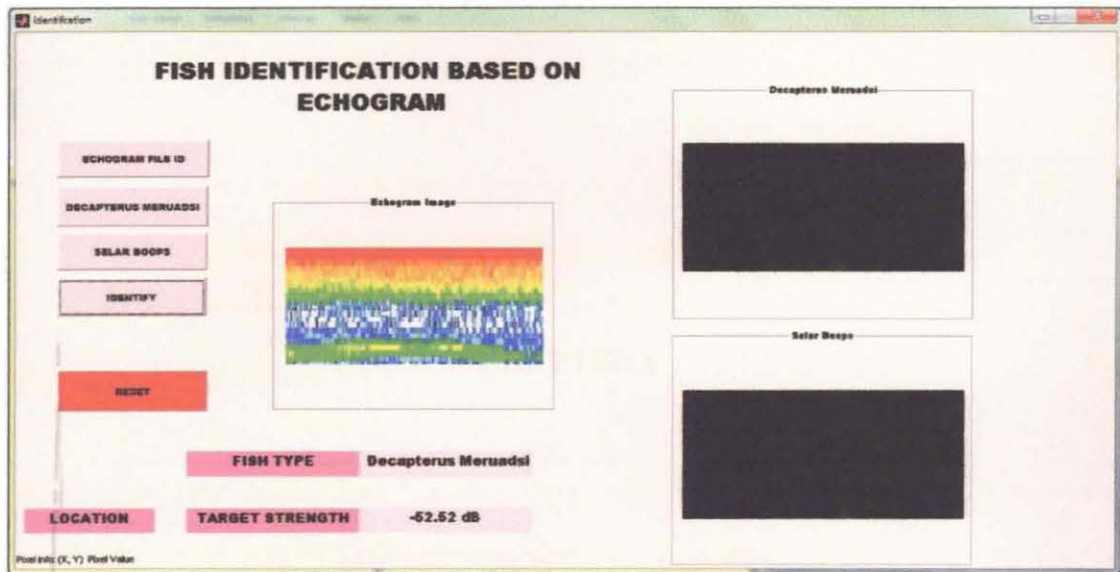 identification
FISH IDENTIFICATION BASED ON
ECHOGRAM
ECHOGRAM FILE ID
DECAPTERUS MERUADSI
SELAR BOOPS
IDENTIFY
RESET
Echogram Image
Decapterus Meruadsi
Selar Boops
FISH TYPE
Decapterus Meruadsi
LOCATION
TARGET STRENGTH
-52.52 dB
Pixel info: (X, Y) Pixel Value